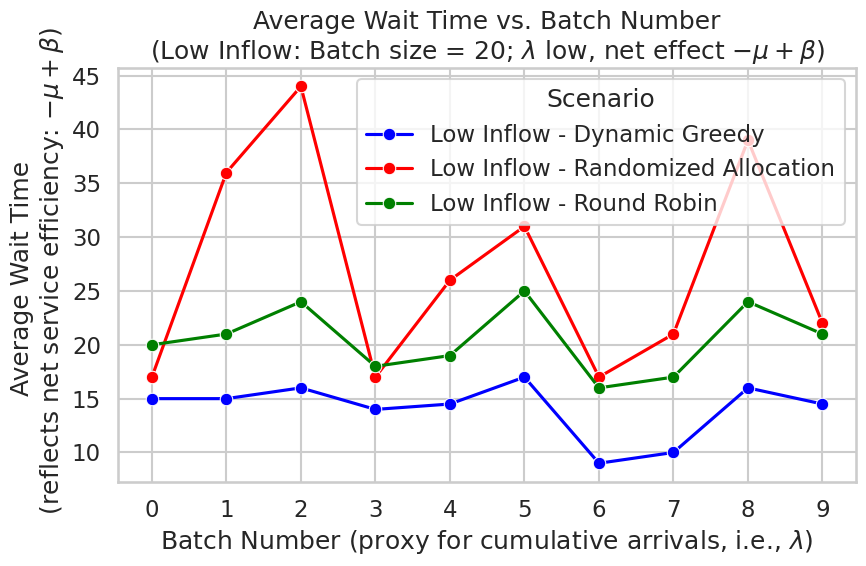 Average Wait Time vs. Batch Number
(Low Inflow: Batch size = 20; λ low, net effect −μ + β)
Average Wait Time
(reflects net service efficiency: −μ + β)
45
40
35
30
25
20
15
10
Scenario
Low Inflow - Dynamic Greedy
Low Inflow - Randomized Allocation
Low Inflow - Round Robin
0 1 2 3 4 5 6 7 8 9
Batch Number (proxy for cumulative arrivals, i.e., λ)